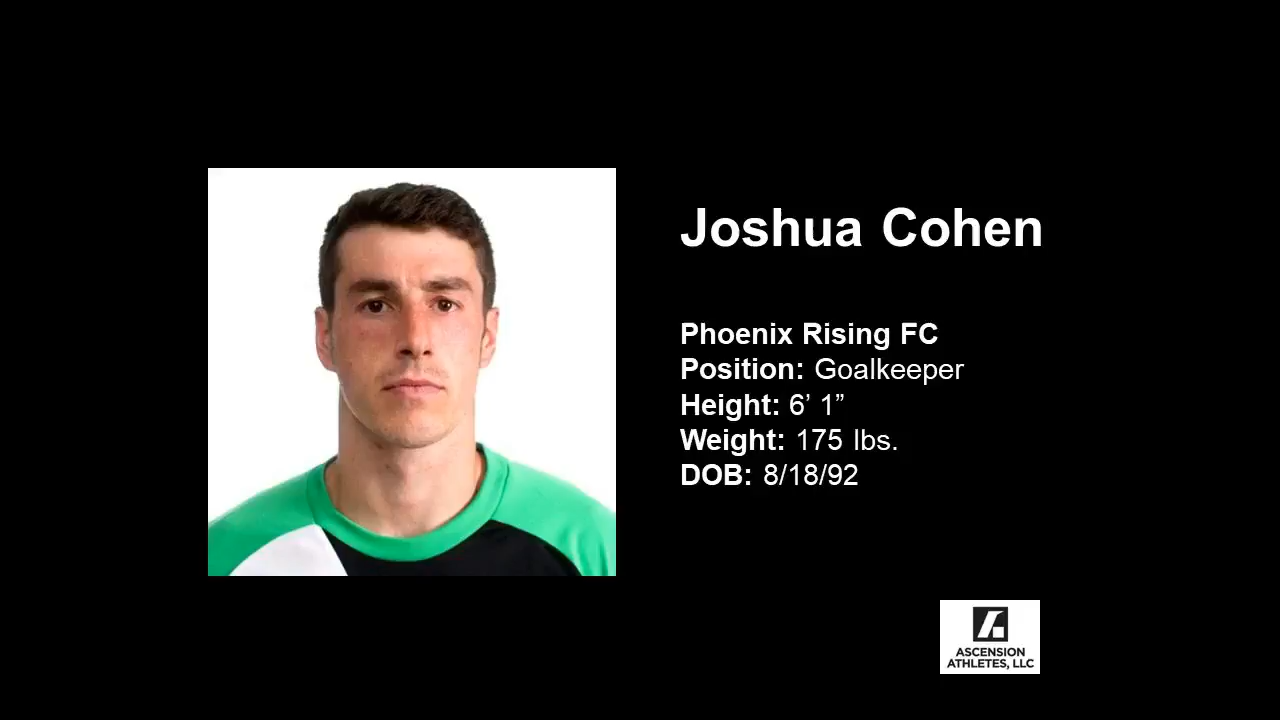 Joshua Cohen
Phoenix Rising FC
Position: Goalkeeper
Height: 6’ 1”
Weight: 175 lbs.
DOB: 8/18/92
ASCENSION
ATHLETES, LLC